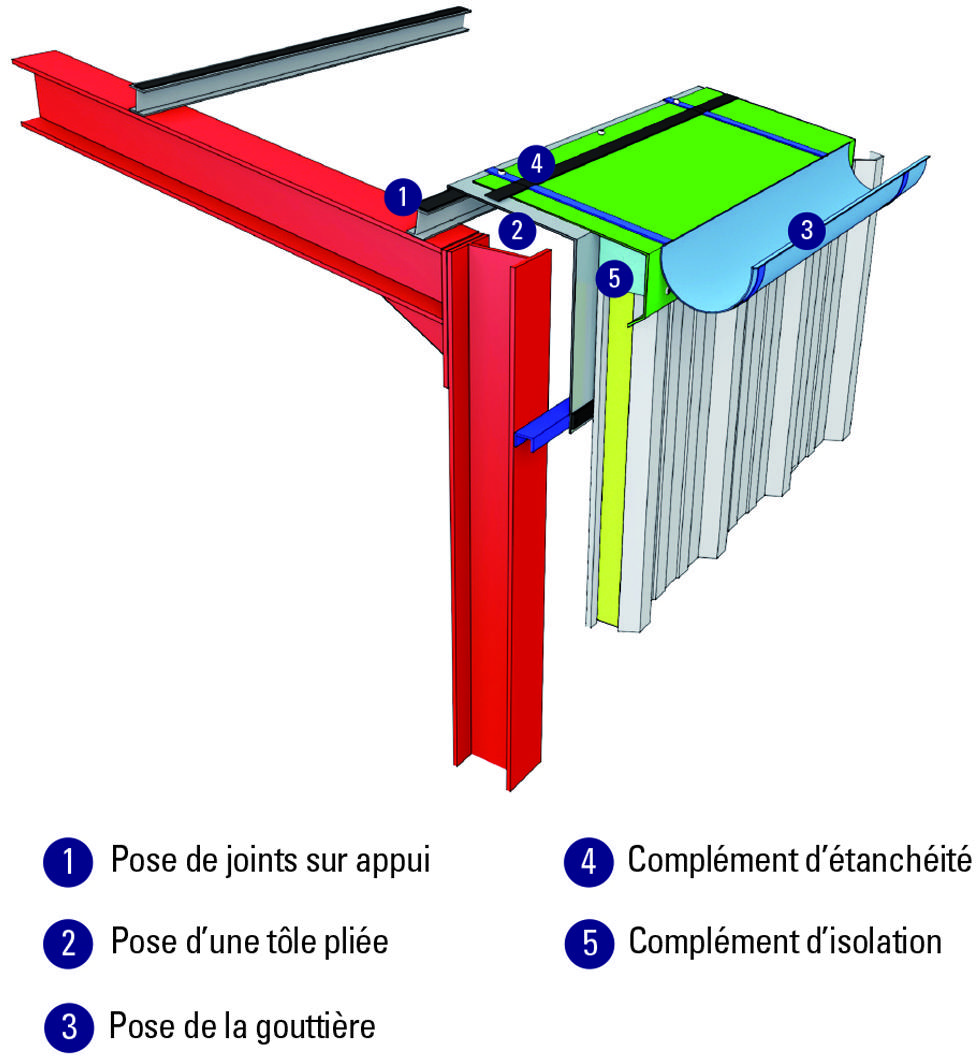 1
4
2
3
5
1 Pose de joints sur appui
2 Pose d’une tôle pliée
3 Pose de la gouttière
4 Complément d’étanchéité
5 Complément d’isolation